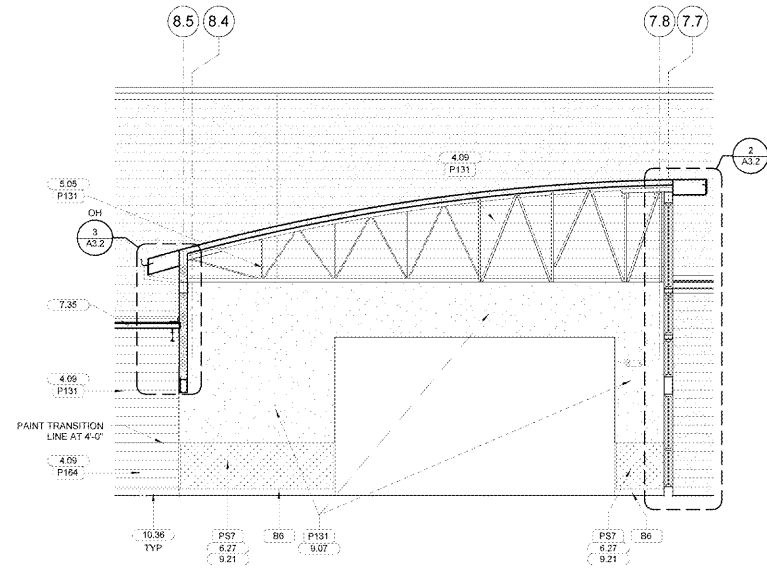 8.5
8.4
7.8
7.7
4.09
P131
2
A3.2
5.05
P131
OH
3
A3.2
7.35
4.09
P131
PAINT TRANSITION
LINE AT 4'-0"
4.09
P164
10.36
TYP
PS7
6.27
9.21
B6
P131
9.07
PS7
6.27
9.21
B6